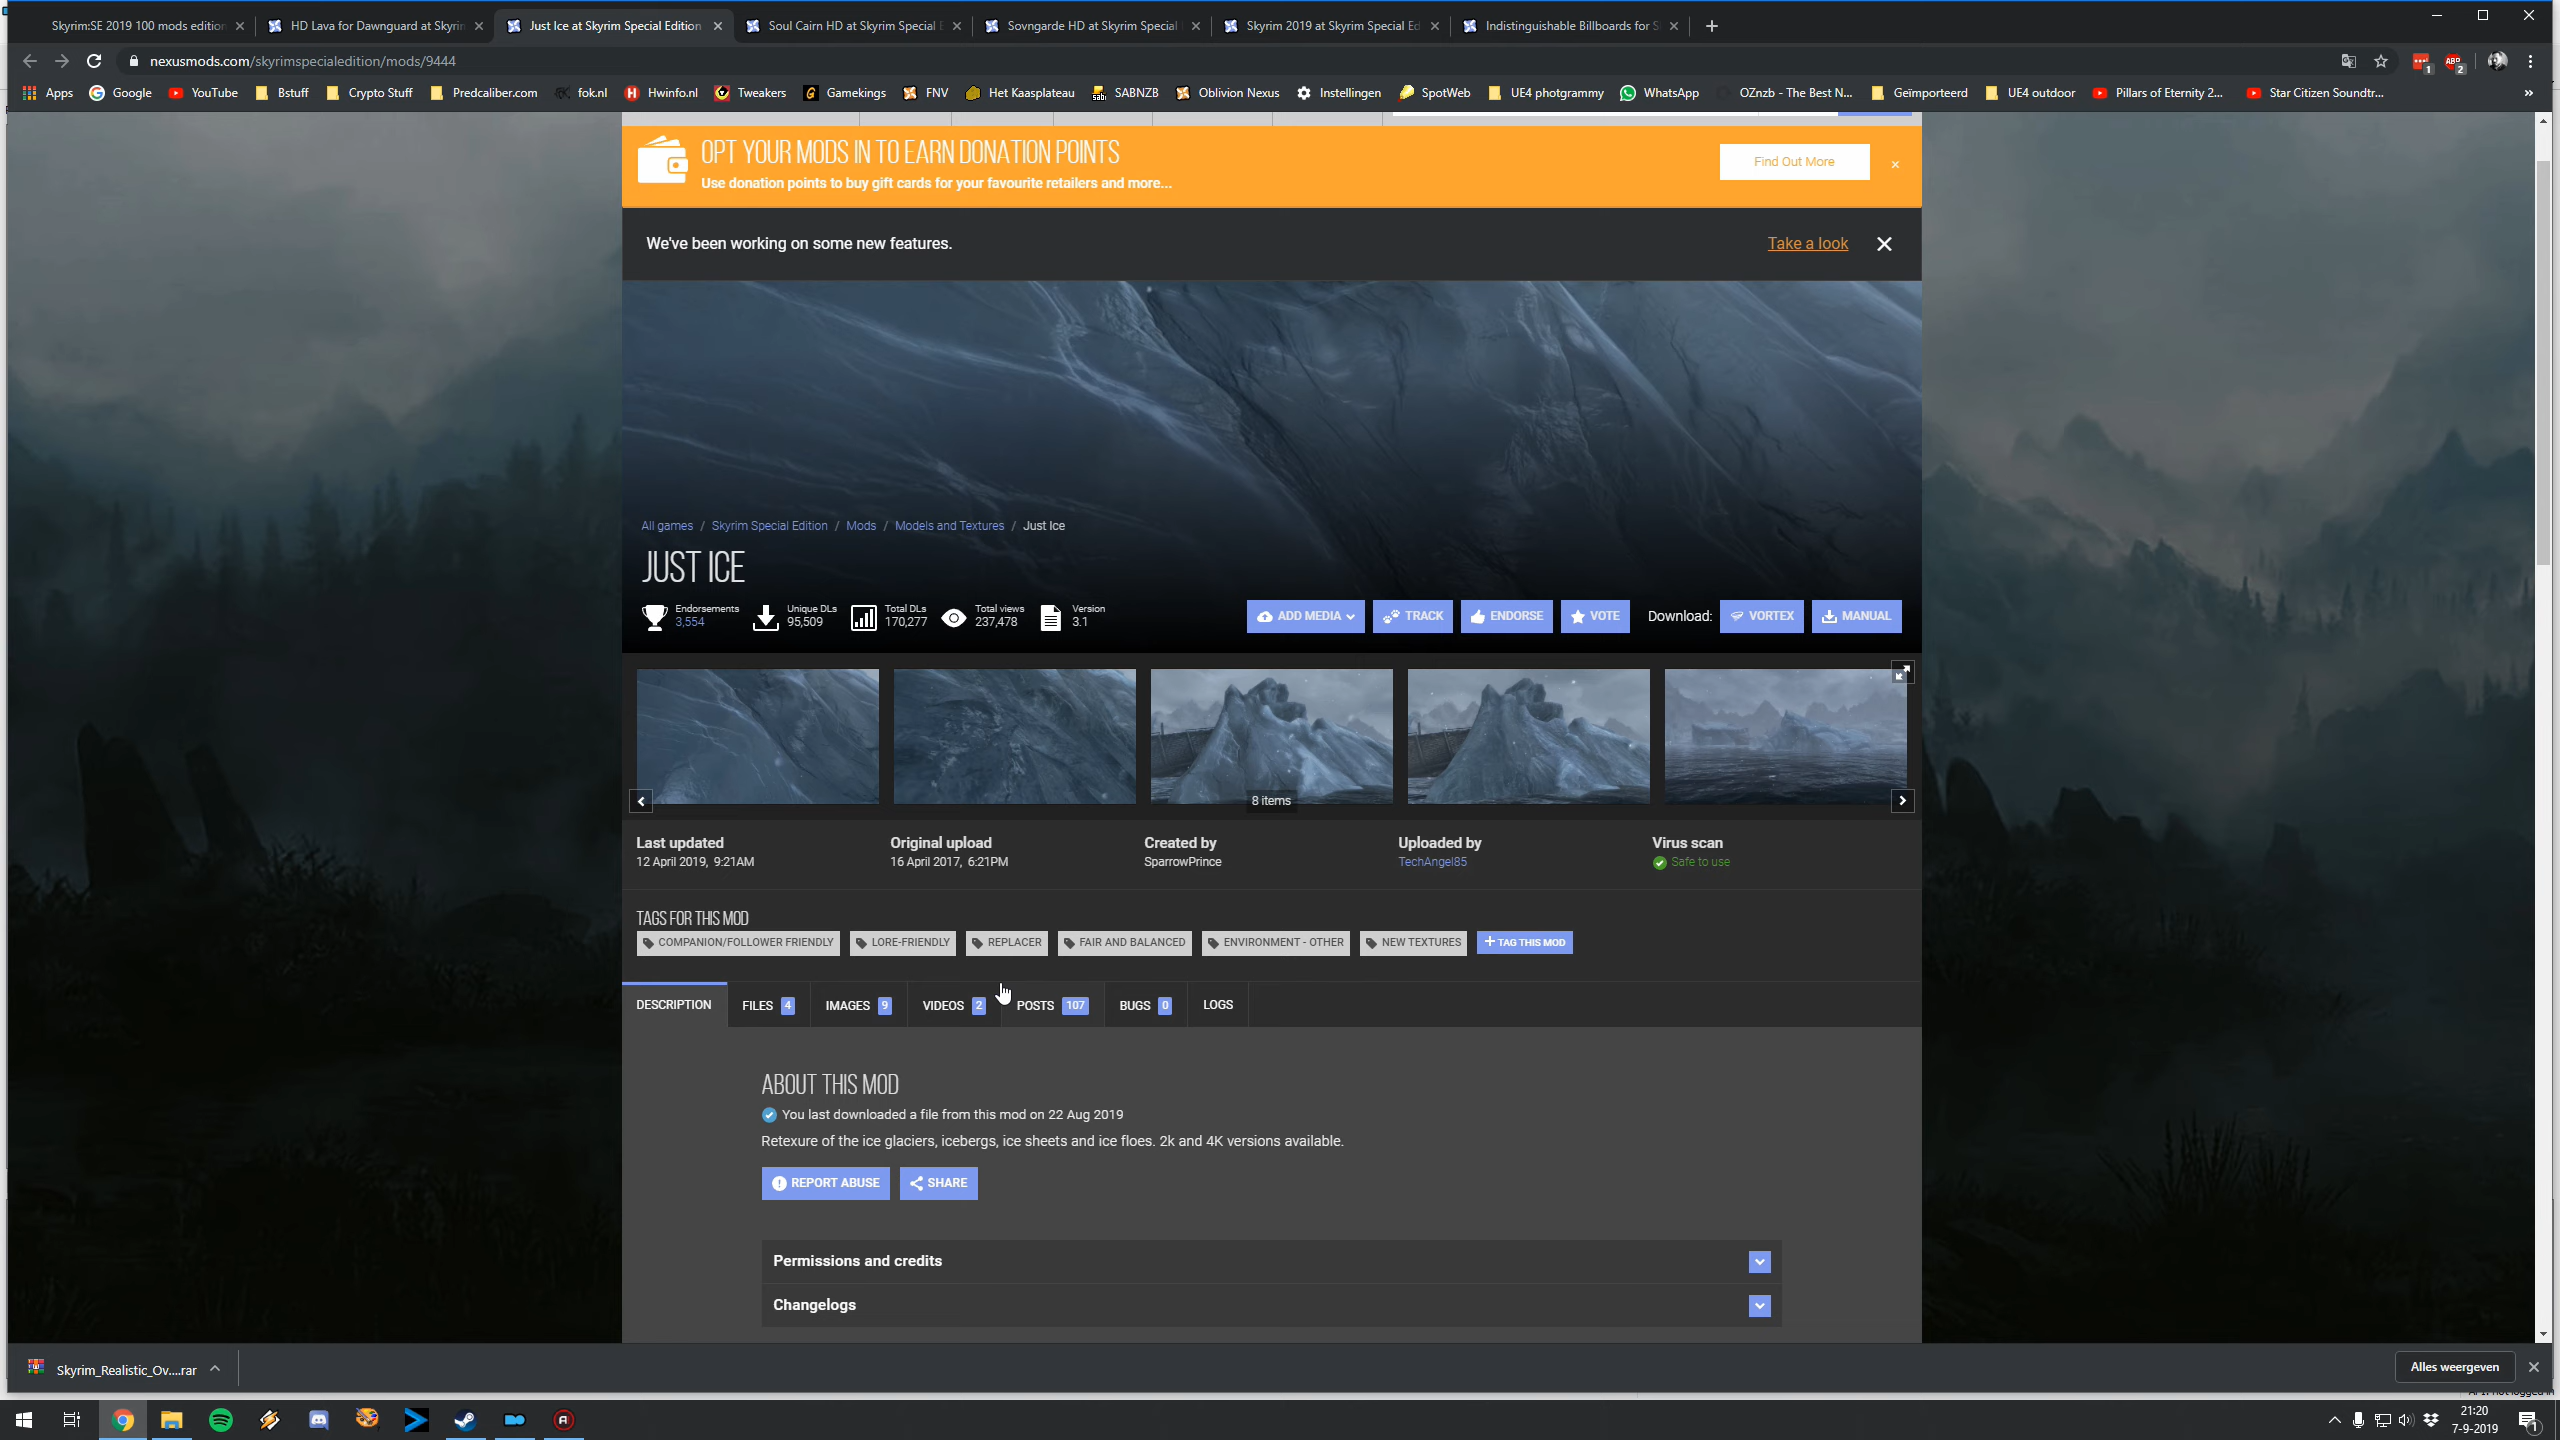 Skyrim:SE 2019 100 mods edition
HD Lava for Dawnguard at Skyrim
Just Ice at Skyrim Special Edition
Soul Cairn HD at Skyrim Special E
Sovngarde HD at Skyrim Special
Skyrim 2019 at Skyrim Special Ed
Indistinguishable Billboards for S
nexusmods.com/skyrimspecialedition/mods/9444
Apps Google YouTube Bstuff Crypto Stuff Predcaliber.com fok.nl Hwinfo.nl Tweakers Gamekings FNV Het Kaasplateau SABNZB Oblivion Nexus Instellingen SpotWeb UE4 photgrammy WhatsApp OZnzb - The Best N... Geïmporteerd UE4 outdoor Pillars of Eternity 2... Star Citizen Soundtr...
OPT YOUR MODS IN TO EARN DONATION POINTS
Use donation points to buy gift cards for your favourite retailers and more...
Find Out More
We've been working on some new features.
Take a look
All games / Skyrim Special Edition / Mods / Models and Textures / Just Ice
JUST ICE
Endorsements
3,554
Unique DLs
95,509
Total DLs
170,277
Total views
237,478
Version
3.1
ADD MEDIA
TRACK
ENDORSE
VOTE
Download:
VORTEX
MANUAL
8 items
Last updated
12 April 2019, 9:21AM
Original upload
16 April 2017, 6:21PM
Created by
SparrowPrince
Uploaded by
TechAngel85
Virus scan
Safe to use
TAGS FOR THIS MOD
COMPANION/FOLLOWER FRIENDLY
LORE-FRIENDLY
REPLACER
FAIR AND BALANCED
ENVIRONMENT - OTHER
NEW TEXTURES
+ TAG THIS MOD
DESCRIPTION
FILES 4
IMAGES 9
VIDEOS 2
POSTS 107
BUGS 0
LOGS
ABOUT THIS MOD
You last downloaded a file from this mod on 22 Aug 2019
Retexure of the ice glaciers, icebergs, ice sheets and ice floes. 2k and 4K versions available.
REPORT ABUSE
SHARE
Permissions and credits
Changelogs
Skyrim_Realistic_Ov....rar
Alles weergeven
21:20
7-9-2019